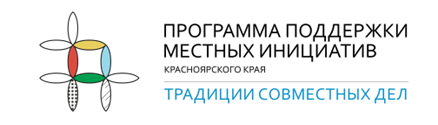 ПРОГРАММА ПОДДЕРЖКИ
МЕСТНЫХ ИНИЦИАТИВ
КРАСНОЯРСКОГО КРАЯ
ТРАДИЦИИ СОВМЕСТНЫХ ДЕЛ